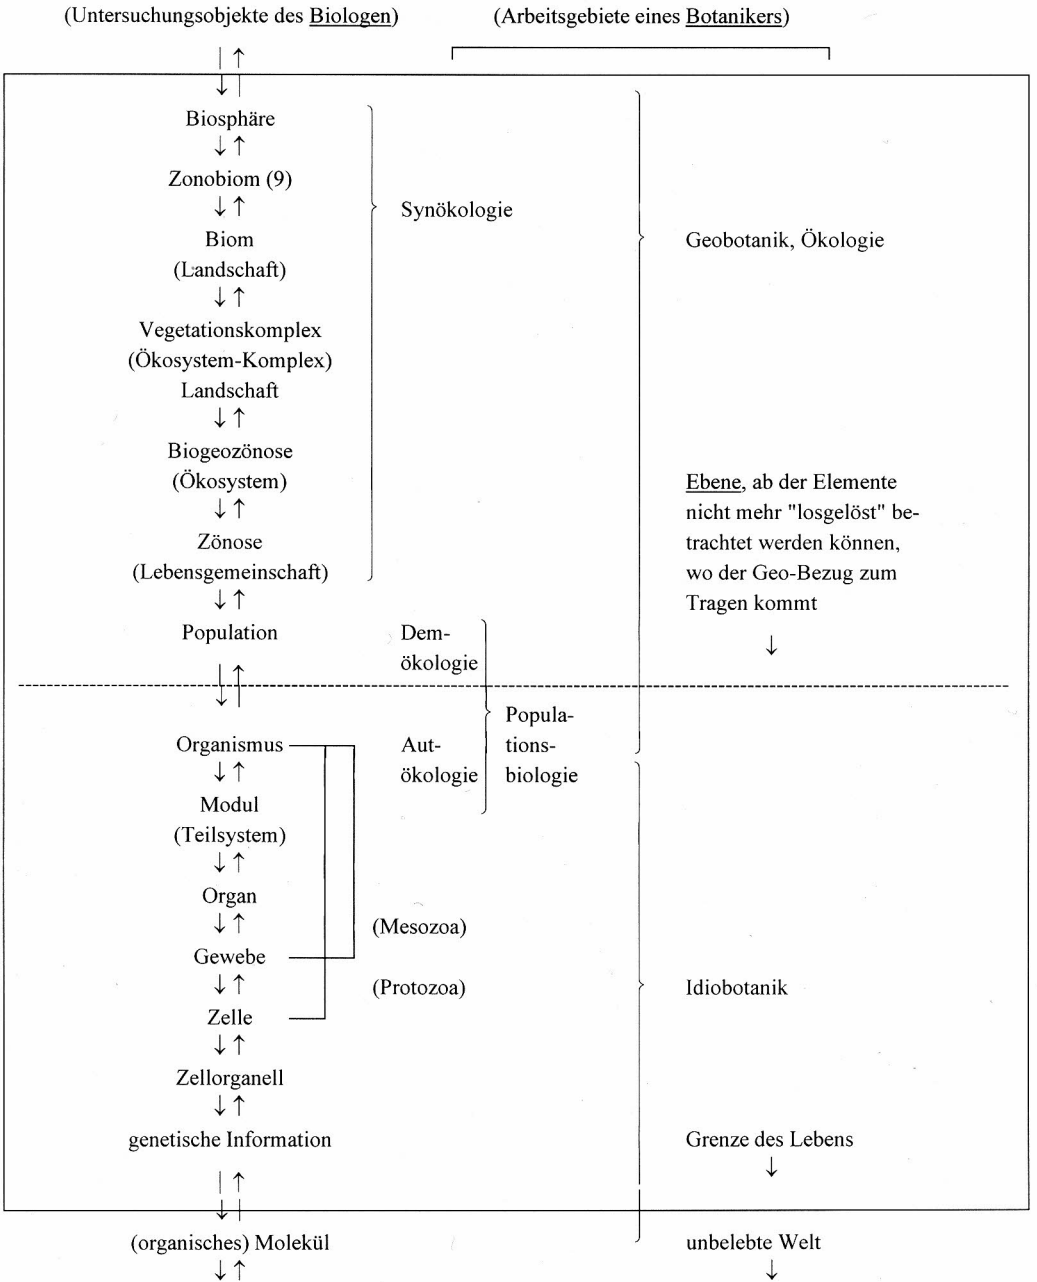 (Untersuchungsobjekte des Biologen)
(Arbeitsgebiete eines Botanikers)
Biosphäre
Zonobiom (9)
Synökologie
Biom
Geobotanik, Ökologie
(Landschaft)
Vegetationskomplex
(Ökosystem-Komplex)
Landschaft
Biogeozönose
(Ökosystem)
Ebene, ab der Elemente
nicht mehr "losgelöst" be-
trachtet werden können,
wo der Geo-Bezug zum
Tragen kommt
Zönose
(Lebensgemeinschaft)
Population
Dem-
ökologie
Organismus
Aut-
ökologie
Popula-
tions-
biologie
Modul
(Teilsystem)
Organ
(Mesozoa)
Gewebe
(Protozoa)
Idiobotanik
Zelle
Zellorganell
genetische Information
Grenze des Lebens
(organisches) Molekül
unbelebte Welt